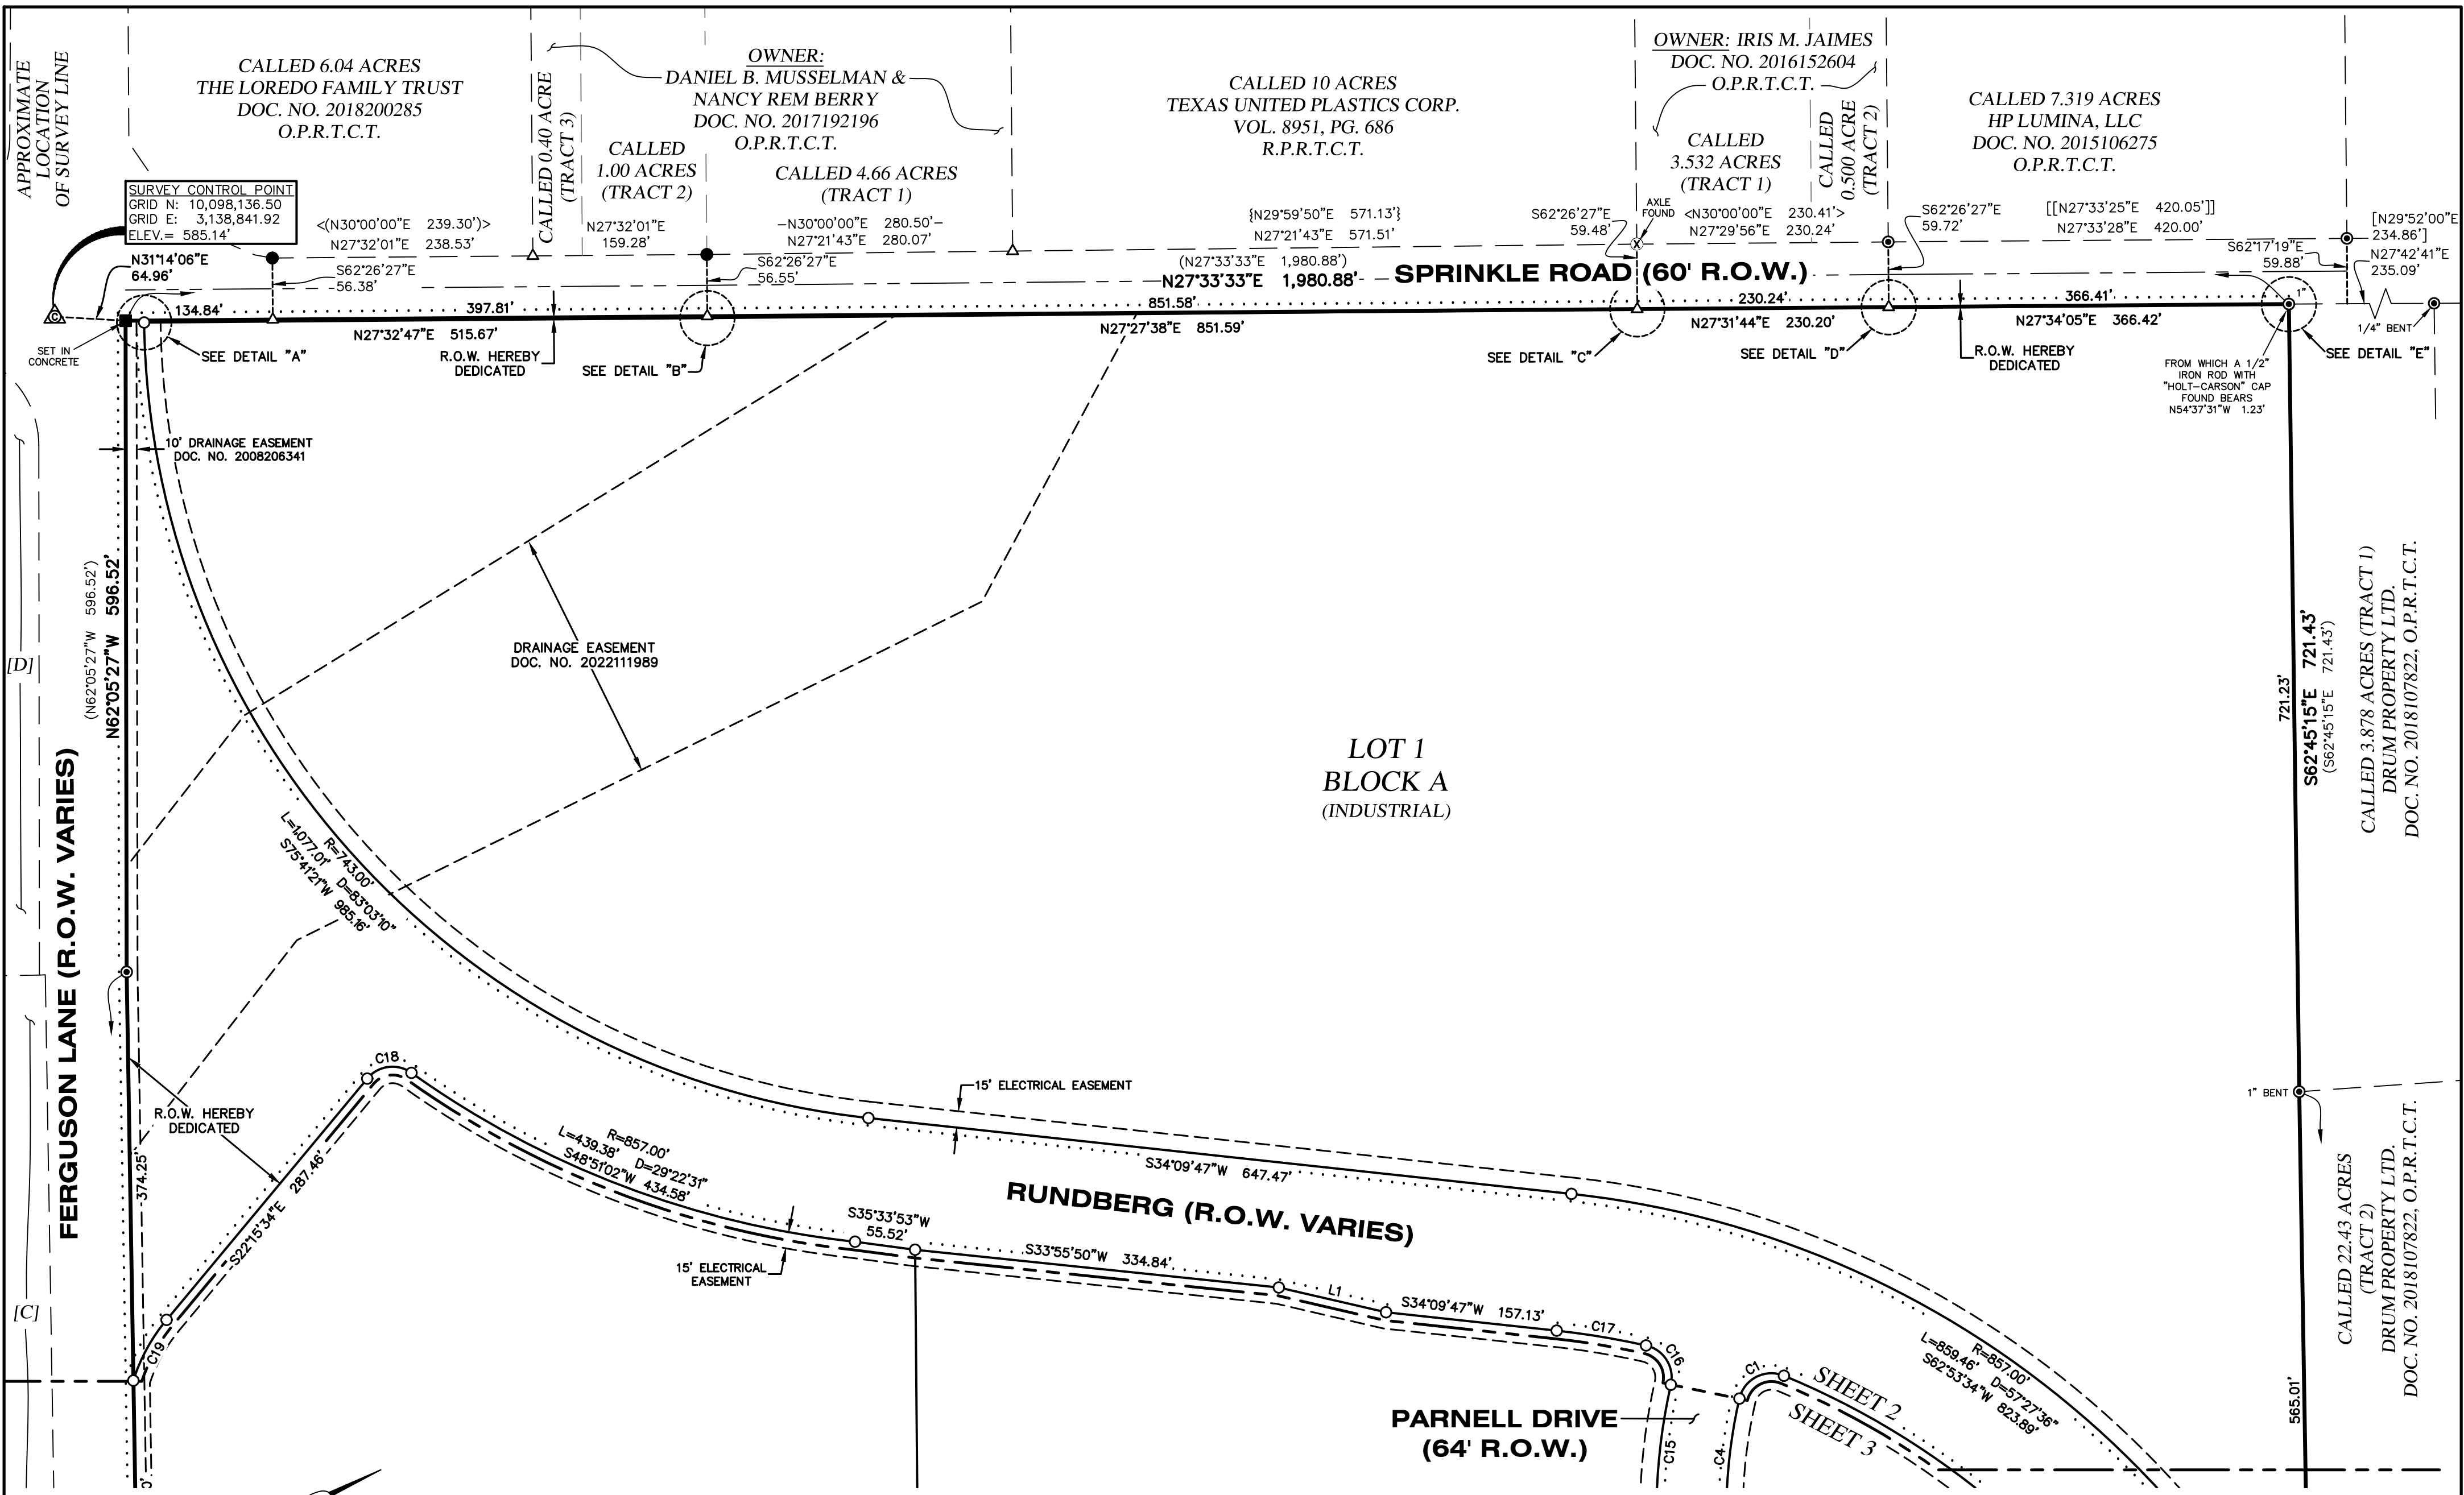 APPROXIMATE
LOCATION
OF SURVEY LINE
CALLED 6.04 ACRES
THE LOREDO FAMILY TRUST
DOC. NO. 2018200285
O.P.R.T.C.T.
CALLED 0.40 ACRE
(TRACT 3)
OWNER:
DANIEL B. MUSSELMAN &
NANCY REM BERRY
DOC. NO. 2017192196
O.P.R.T.C.T.
CALLED
1.00 ACRES
(TRACT 2)
CALLED 4.66 ACRES
(TRACT 1)
CALLED 10 ACRES
TEXAS UNITED PLASTICS CORP.
VOL. 8951, PG. 686
R.P.R.T.C.T.
OWNER: IRIS M. JAIMES
DOC. NO. 2016152604
O.P.R.T.C.T.
CALLED
3.532 ACRES
(TRACT 1)
CALLED
0.500 ACRE
(TRACT 2)
CALLED 7.319 ACRES
HP LUMINA, LLC
DOC. NO. 2015106275
O.P.R.T.C.T.
SURVEY CONTROL POINT
GRID N: 10,098,136.50
GRID E: 3,138,841.92
ELEV.= 585.14'
<(N30°00'00"E 239.30')>
N27°32'01"E 238.53'
N27°32'01"E
159.28'
-N30°00'00"E 280.50'-
N27°21'43"E 280.07'
{N29°59'50"E 571.13'}
N27°21'43"E 571.51'
S62°26'27"E
59.48'
AXLE
FOUND
<N30°00'00"E 230.41'>
N27°29'56"E 230.24'
S62°26'27"E
59.72'
[[N27°33'25"E 420.05']]
N27°33'28"E 420.00'
S62°17'19"E
59.88'
[N29°52'00"E
234.86']
N27°42'41"E
235.09'
N31°14'06"E
64.96'
S62°26'27"E
56.38'
S62°26'27"E
56.55'
(N27°33'33"E 1,980.88')
N27°33'33"E 1,980.88'
SPRINKLE ROAD (60' R.O.W.)
134.84'
397.81'
851.58'
230.24'
366.41'
1"
N27°32'47"E 515.67'
N27°27'38"E 851.59'
N27°31'44"E 230.20'
N27°34'05"E 366.42'
1/4" BENT
SET IN
CONCRETE
SEE DETAIL "A"
R.O.W. HEREBY
DEDICATED
SEE DETAIL "B"
SEE DETAIL "C"
SEE DETAIL "D"
R.O.W. HEREBY
DEDICATED
SEE DETAIL "E"
FROM WHICH A 1/2"
IRON ROD WITH
"HOLT-CARSON" CAP
FOUND BEARS
N54°37'31"W 1.23'
10' DRAINAGE EASEMENT
DOC. NO. 2008206341
(N62°05'27"W 596.52')
N62°05'27"W 596.52'
[D]
DRAINAGE EASEMENT
DOC. NO. 2022111989
LOT 1
BLOCK A
(INDUSTRIAL)
721.23'
S62°45'15"E 721.43'
(S62°45'15"E 721.43')
CALLED 3.878 ACRES (TRACT 1)
DRUM PROPERTY LTD.
DOC. NO. 2018107822, O.P.R.T.C.T.
FERGUSON LANE (R.O.W. VARIES)
R=743.00'
L=1,077.01' D=83°03'10"
S75°41'21"W 985.16'
C18
R.O.W. HEREBY
DEDICATED
374.25'
S22°15'34"E 287.46'
15' ELECTRICAL EASEMENT
1" BENT
R=857.00'
L=439.38' D=29°22'31"
S48°51'02"W 434.58'
S34°09'47"W 647.47'
RUNDBERG (R.O.W. VARIES)
S35°33'53"W
55.52'
S33°55'50"W 334.84'
15' ELECTRICAL
EASEMENT
L1
S34°09'47"W 157.13'
C17
C16
C1
C19
[C]
SHEET 2
SHEET 3
R=857.00'
L=859.46' D=57°27'36"
S62°53'34"W 823.89'
PARNELL DRIVE
(64' R.O.W.)
C15
C4
565.01'
CALLED 22.43 ACRES
(TRACT 2)
DRUM PROPERTY LTD.
DOC. NO. 2018107822, O.P.R.T.C.T.